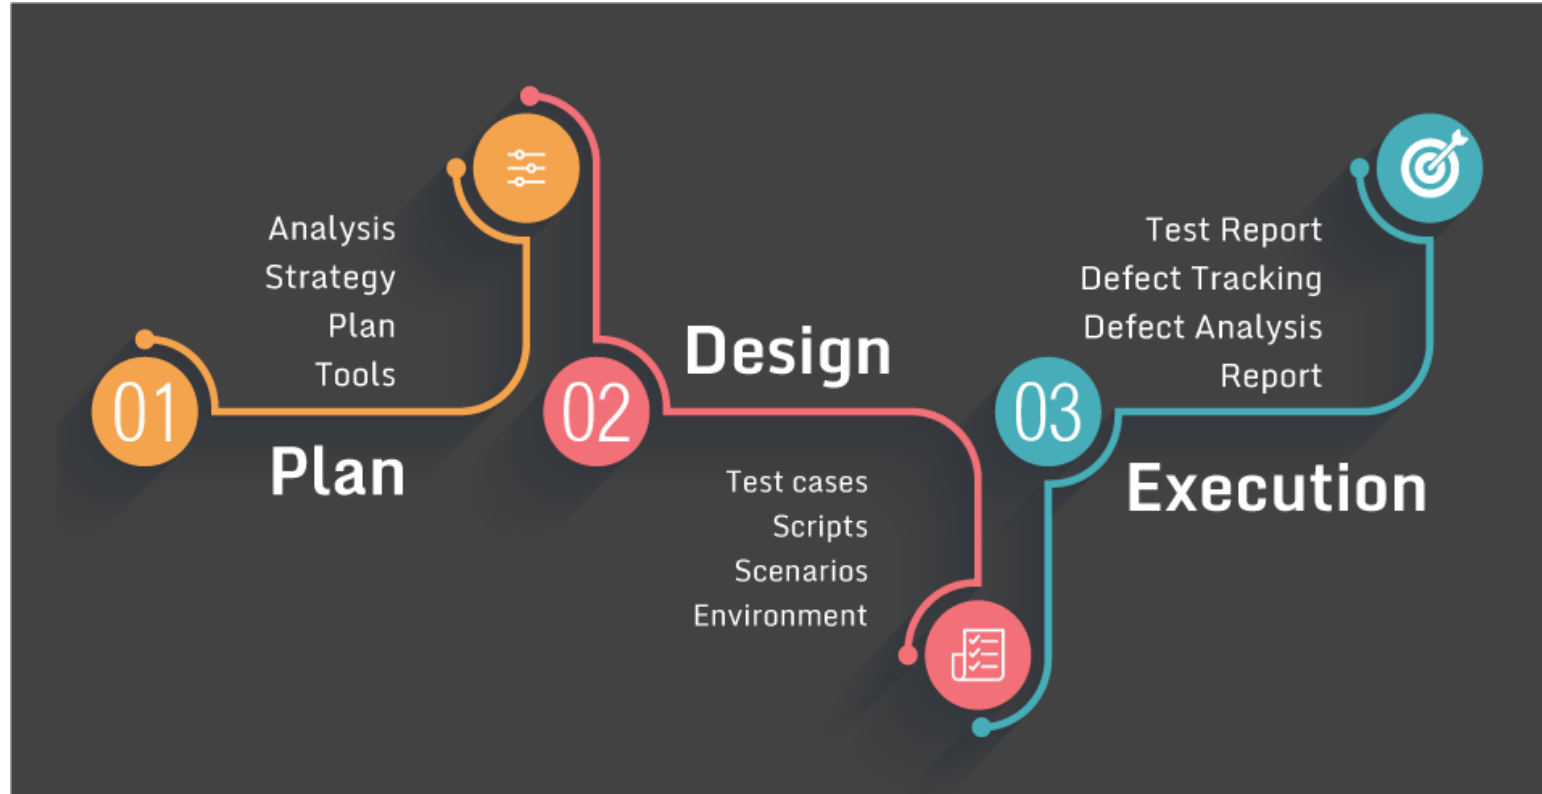 01
Analysis
Strategy
Plan
Tools
Plan
02
Design
Test cases
Scripts
Scenarios
Environment
03
Test Report
Defect Tracking
Defect Analysis
Report
Execution